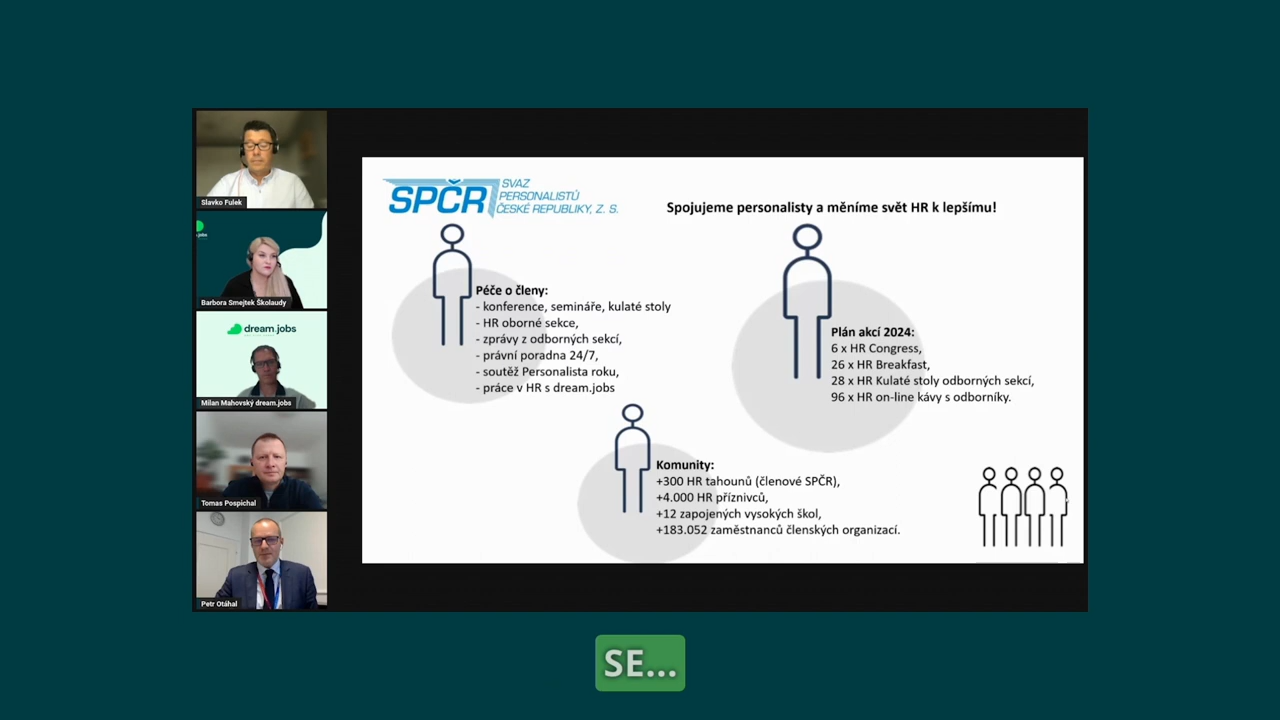 Slavko Fulek
.jobs
Barbora Smejtek Školaudy
dream.jobs
Milan Mahovský dream.jobs
Tomas Pospichal
Petr Otáhal
SPČR
SVAZ
PERSONALISTŮ
ČESKÉ REPUBLIKY, Z. S.
Spojujeme personalisty a měníme svět HR k lepšímu!
Péče o členy:
- konference, semináře, kulaté stoly
- HR oborné sekce,
- zprávy z odborných sekcí,
- právní poradna 24/7,
- soutěž Personalista roku,
- práce v HR s dream.jobs
Plán akcí 2024:
6 x HR Congress,
26 x HR Breakfast,
28 x HR Kulaté stoly odborných sekcí,
96 x HR on-line kávy s odborníky.
Komunity:
+300 HR tahounů (členové SPČR),
+4.000 HR příznivců,
+12 zapojených vysokých škol,
+183.052 zaměstnanců členských organizací.
SE...